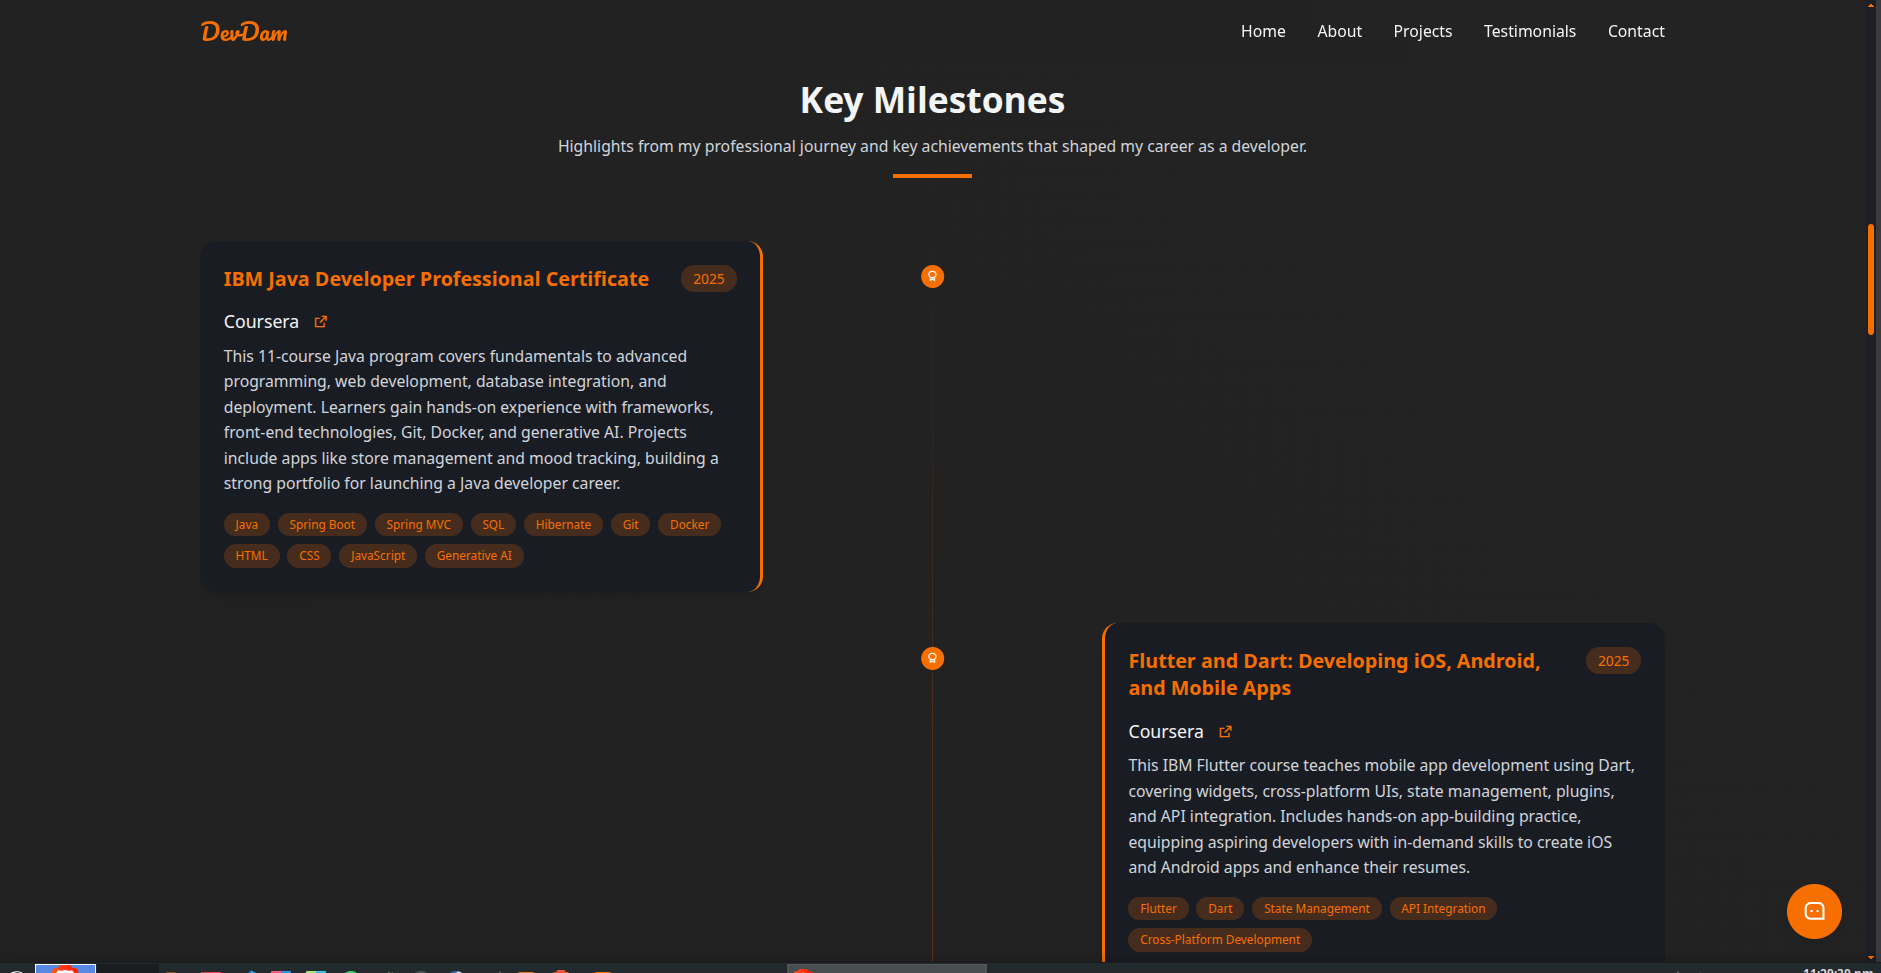 DevDam
Home About Projects Testimonials Contact
Key Milestones
Highlights from my professional journey and key achievements that shaped my career as a developer.
IBM Java Developer Professional Certificate
2025
Coursera
This 11-course Java program covers fundamentals to advanced
programming, web development, database integration, and
deployment. Learners gain hands-on experience with frameworks,
front-end technologies, Git, Docker, and generative AI. Projects
include apps like store management and mood tracking, building a
strong portfolio for launching a Java developer career.
Java Spring Boot Spring MVC SQL Hibernate Git Docker
HTML CSS JavaScript Generative AI
Flutter and Dart: Developing iOS, Android,
and Mobile Apps
2025
Coursera
This IBM Flutter course teaches mobile app development using Dart,
covering widgets, cross-platform UIs, state management, plugins,
and API integration. Includes hands-on app-building practice,
equipping aspiring developers with in-demand skills to create iOS
and Android apps and enhance their resumes.
Flutter Dart State Management API Integration
Cross-Platform Development